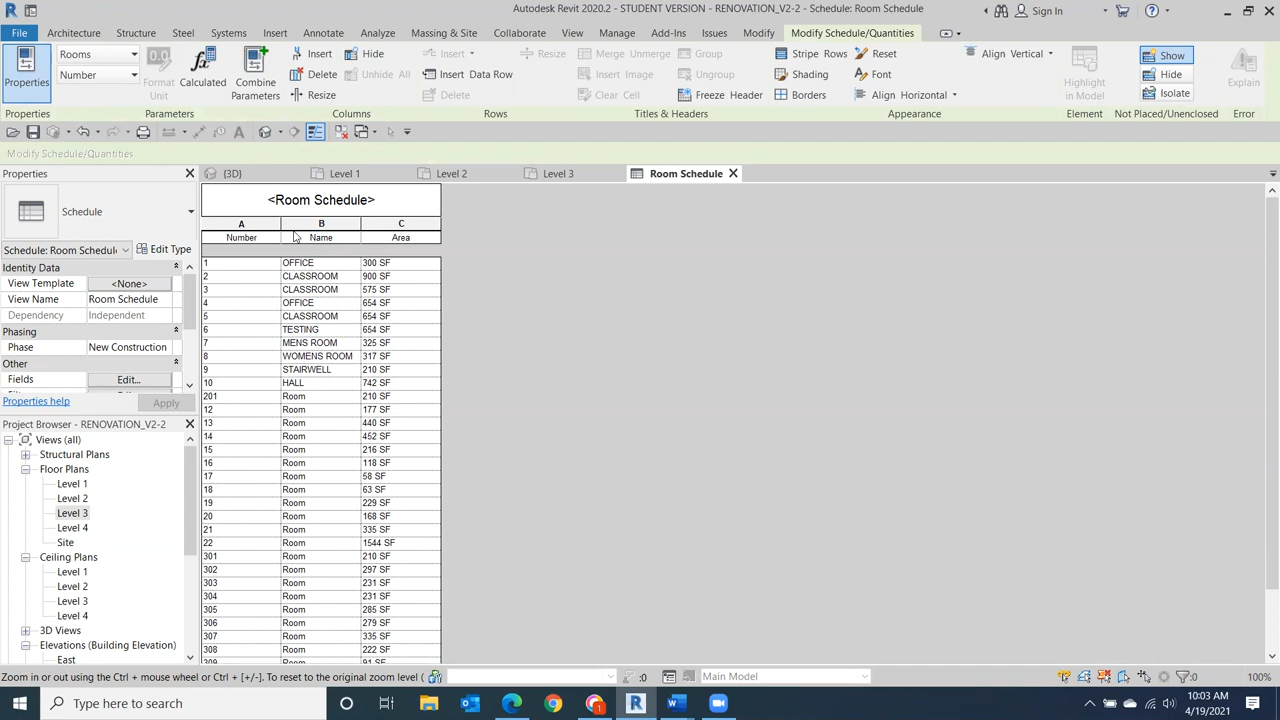 Autodesk Revit 2020.2 - STUDENT VERSION - RENOVATION_V2-2 - Schedule: Room Schedule
Sign In
File Architecture Structure Steel Systems Insert Annotate Analyze Massing & Site Collaborate View Manage Add-Ins Issues Modify Modify Schedule/Quantities
Rooms Insert Hide Insert Resize Merge Unmerge Group Stripe Rows Reset Align Vertical Show
Number Delete Unhide All Insert Data Row Insert Image Ungroup Shading Font Hide
Resize Delete Clear Cell Freeze Header Borders Align Horizontal Isolate
Properties Format Unit Calculated Combine Parameters Highlight in Model Explain
Properties Parameters Columns Rows Titles & Headers Appearance Element Not Placed/Unenclosed Error
Modify Schedule/Quantities
Properties
Schedule
Schedule: Room Schedul Edit Type
Identity Data
View Template <None>
View Name Room Schedule
Dependency Independent
Phasing
Phase New Construction
Other
Fields Edit...
Properties help Apply
Project Browser - RENOVATION_V2-2
Views (all)
Structural Plans
Floor Plans
Level 1
Level 2
Level 3
Level 4
Site
Ceiling Plans
Level 1
Level 2
Level 3
Level 4
3D Views
Elevations (Building Elevation)
East
{3D} Level 1 Level 2 Level 3 Room Schedule
<Room Schedule>
A B C
Number Name Area
1 OFFICE 300 SF
2 CLASSROOM 900 SF
3 CLASSROOM 575 SF
4 OFFICE 654 SF
5 CLASSROOM 654 SF
6 TESTING 654 SF
7 MENS ROOM 325 SF
8 WOMENS ROOM 317 SF
9 STAIRWELL 210 SF
10 HALL 742 SF
201 Room 210 SF
12 Room 177 SF
13 Room 440 SF
14 Room 452 SF
15 Room 216 SF
16 Room 118 SF
17 Room 58 SF
18 Room 63 SF
19 Room 229 SF
20 Room 168 SF
21 Room 335 SF
22 Room 1544 SF
301 Room 210 SF
302 Room 297 SF
303 Room 231 SF
304 Room 231 SF
305 Room 285 SF
306 Room 279 SF
307 Room 335 SF
308 Room 222 SF
309 Room 91 SF
Zoom in or out using the Ctrl + mouse wheel or Ctrl + [+/-]. To reset to the original zoom level ( :0 Main Model :0 100%
Type here to search 10:03 AM
4/19/2021